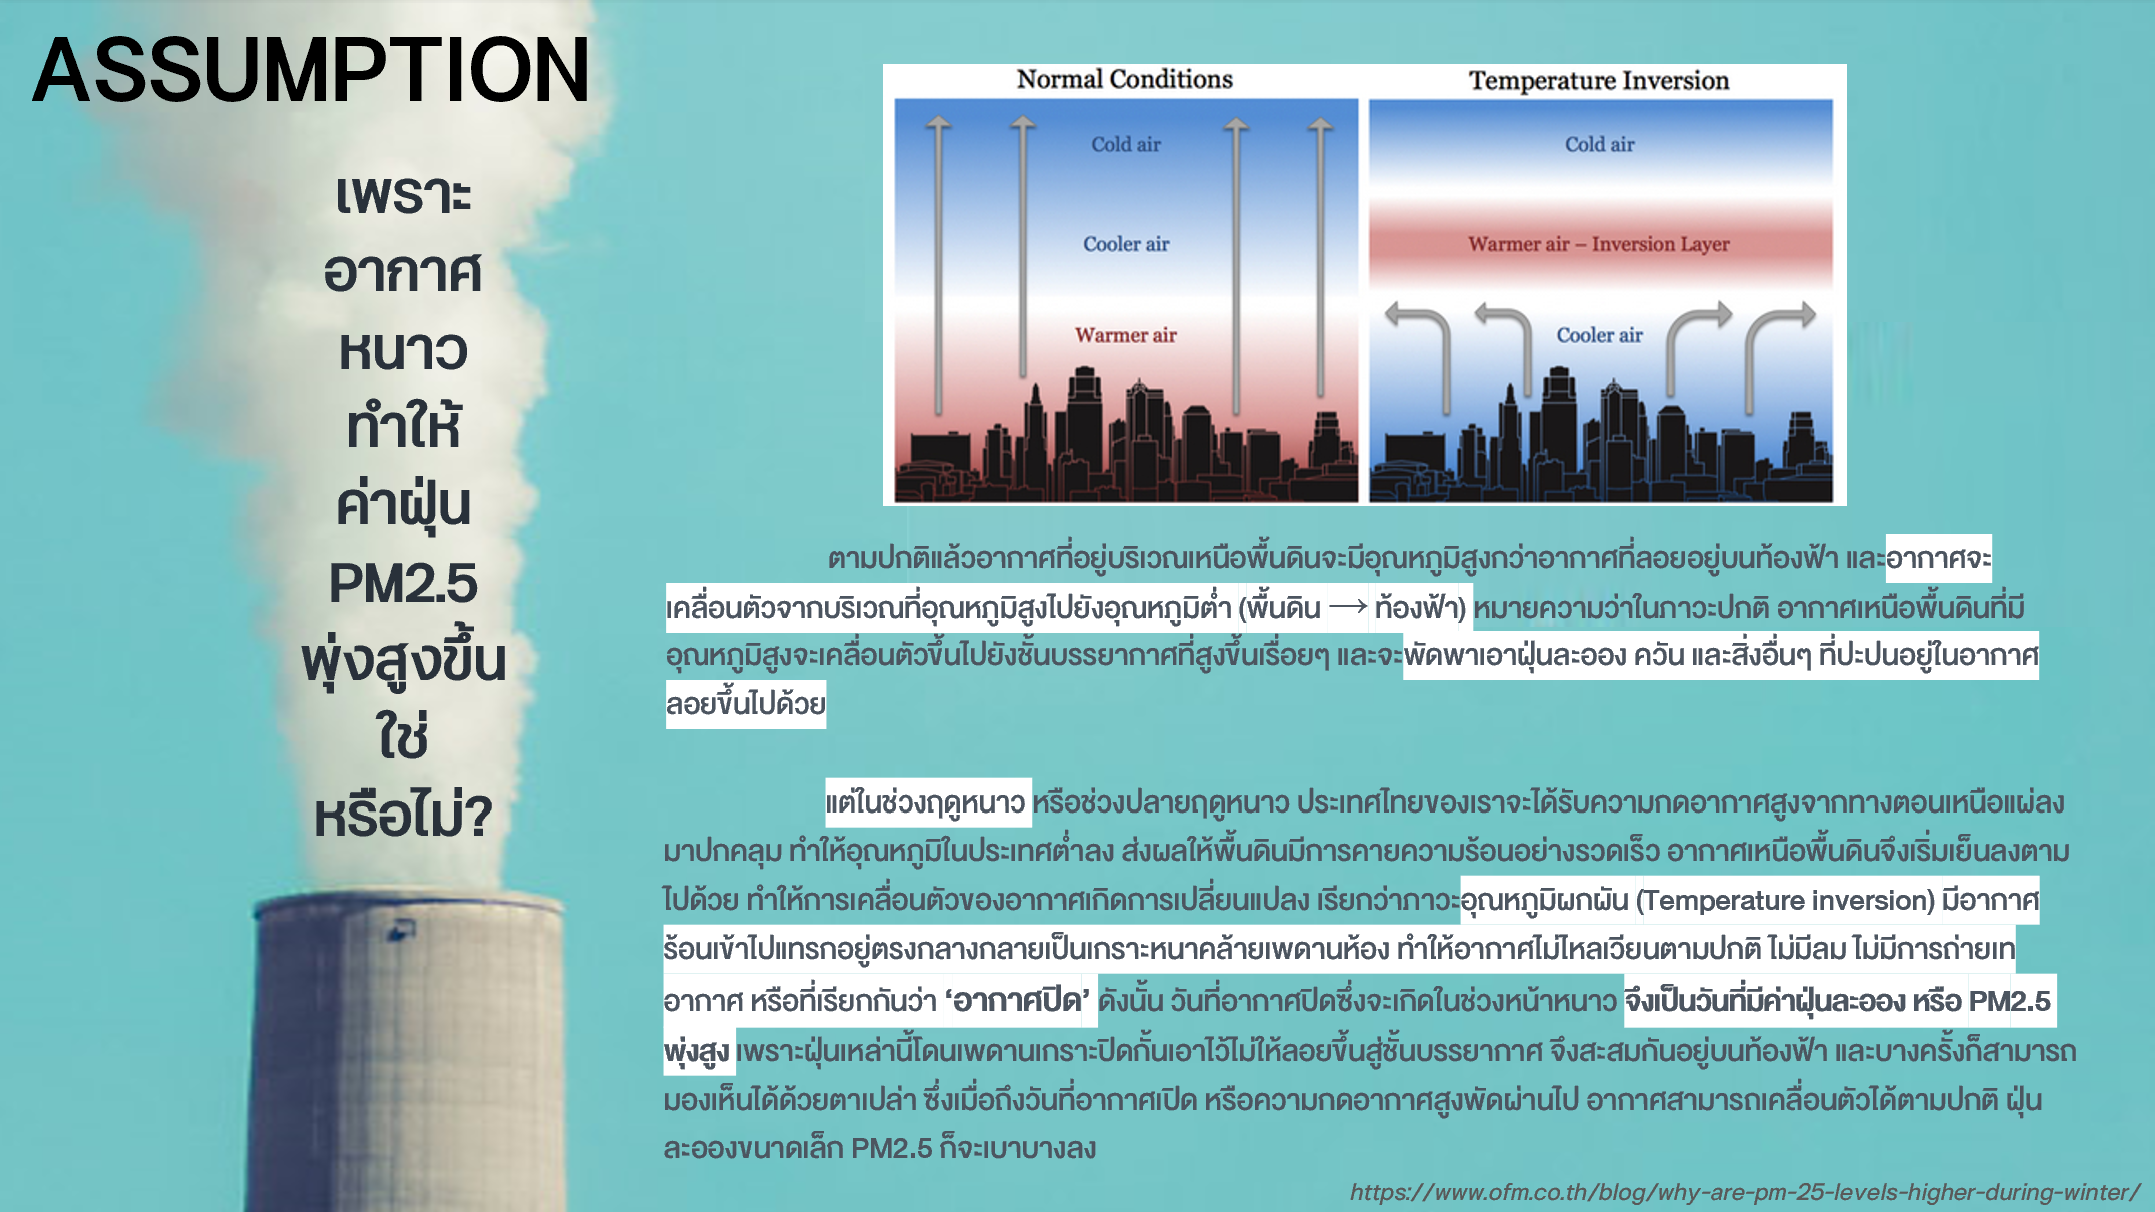 ASSUMPTION
เพราะ
อากาศ
หนาว
ทำให้
ค่าฝุ่น
PM2.5
พุ่งสูงขึ้น
ใช่
หรือไม่?
Normal Conditions
Cold air
Cooler air
Warmer air
Temperature Inversion
Cold air
Warmer air – Inversion Layer
Cooler air
ตามปกติแล้วอากาศที่อยู่บริเวณเหนือพื้นดินจะมีอุณหภูมิสูงกว่าอากาศที่ลอยอยู่บนท้องฟ้า และอากาศจะ
เคลื่อนตัวจากบริเวณที่อุณหภูมิสูงไปยังอุณหภูมิต่ำ (พื้นดิน ⟶ ท้องฟ้า) หมายความว่าในภาวะปกติ อากาศเหนือพื้นดินที่มี
อุณหภูมิสูงจะเคลื่อนตัวขึ้นไปยังชั้นบรรยากาศที่สูงขึ้นเรื่อยๆ และจะพัดพาเอาฝุ่นละออง ควัน และสิ่งอื่นๆ ที่ปะปนอยู่ในอากาศ
ลอยขึ้นไปด้วย
แต่ในช่วงฤดูหนาว หรือช่วงปลายฤดูหนาว ประเทศไทยของเราจะได้รับความกดอากาศสูงจากทางตอนเหนือแผ่ลง
มาปกคลุม ทำให้อุณหภูมิในประเทศต่ำลง ส่งผลให้พื้นดินมีการคายความร้อนอย่างรวดเร็ว อากาศเหนือพื้นดินจึงเริ่มเย็นลงตาม
ไปด้วย ทำให้การเคลื่อนตัวของอากาศเกิดการเปลี่ยนแปลง เรียกว่าภาวะอุณหภูมิผกผัน (Temperature inversion) มีอากาศ
ร้อนเข้าไปแทรกอยู่ตรงกลางกลายเป็นเกราะหนาคล้ายเพดานห้อง ทำให้อากาศไม่ไหลเวียนตามปกติ ไม่มีลม ไม่มีการถ่ายเท
อากาศ หรือที่เรียกกันว่า ‘อากาศปิด’ ดังนั้น วันที่อากาศปิดซึ่งจะเกิดในช่วงหน้าหนาว จึงเป็นวันที่มีค่าฝุ่นละออง หรือ PM2.5
พุ่งสูง เพราะฝุ่นเหล่านี้โดนเพดานเกราะปิดกั้นเอาไว้ไม่ให้ลอยขึ้นสู่ชั้นบรรยากาศ จึงสะสมกันอยู่บนท้องฟ้า และบางครั้งก็สามารถ
มองเห็นได้ด้วยตาเปล่า ซึ่งเมื่อถึงวันที่อากาศเปิด หรือความกดอากาศสูงพัดผ่านไป อากาศสามารถเคลื่อนตัวได้ตามปกติ ฝุ่น
ละอองขนาดเล็ก PM2.5 ก็จะเบาบางลง
https://www.ofm.co.th/blog/why-are-pm-25-levels-higher-during-winter/